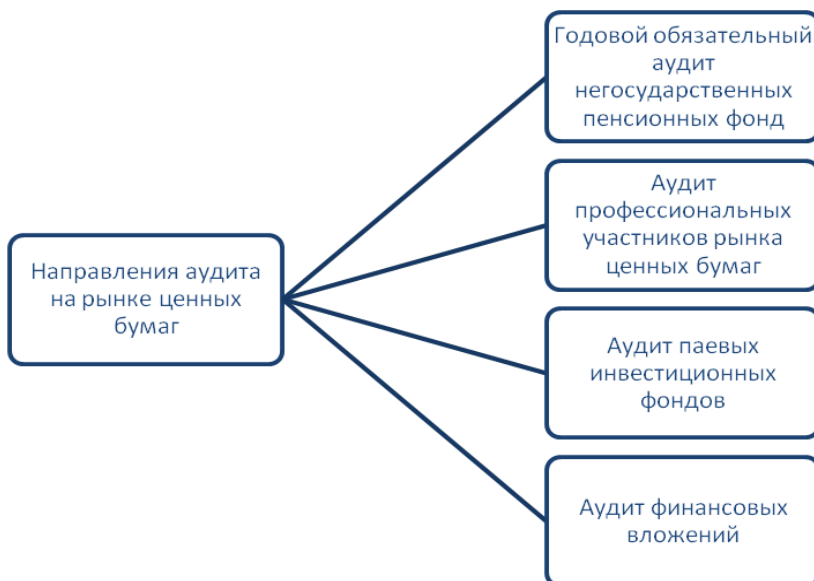 Направления аудита
на рынке ценных
бумаг
Годовой обязательный
аудит
негосударственных
пенсионных фонд
Аудит
профессиональных
участников рынка
ценных бумаг
Аудит паевых
инвестиционных
фондов
Аудит финансовых
вложений